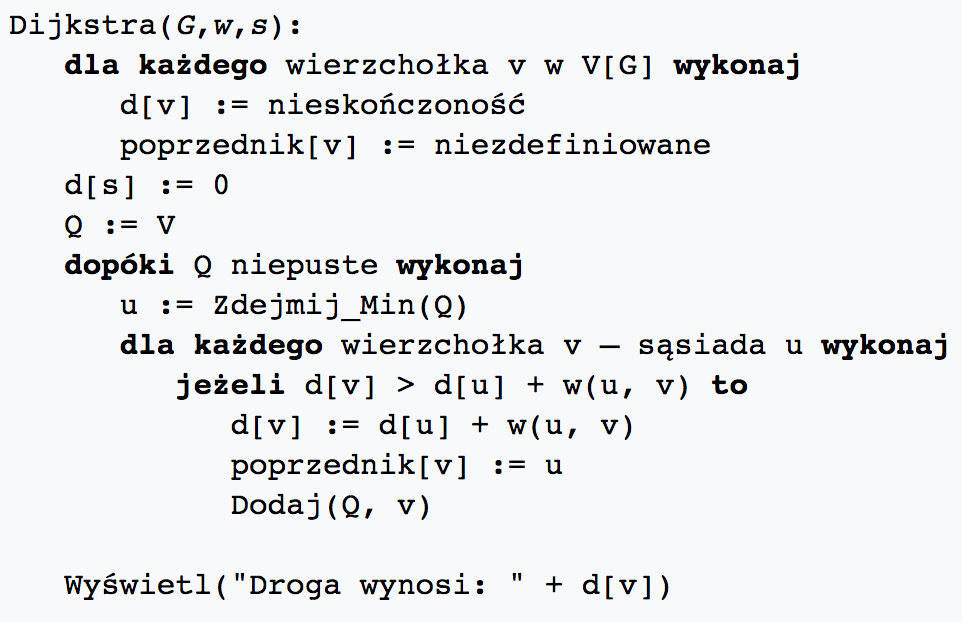 Dijkstra(G,w,s):
dla każdego wierzchołka v w V[G] wykonaj
d[v] := nieskończoność
poprzednik[v] := niezdefiniowane
d[s] := 0
Q := V
dopóki Q niepuste wykonaj
u := Zdejmij_Min(Q)
dla każdego wierzchołka v – sąsiada u wykonaj
jeżeli d[v] > d[u] + w(u, v) to
d[v] := d[u] + w(u, v)
poprzednik[v] := u
Dodaj(Q, v)
Wyświetl("Droga wynosi: " + d[v])